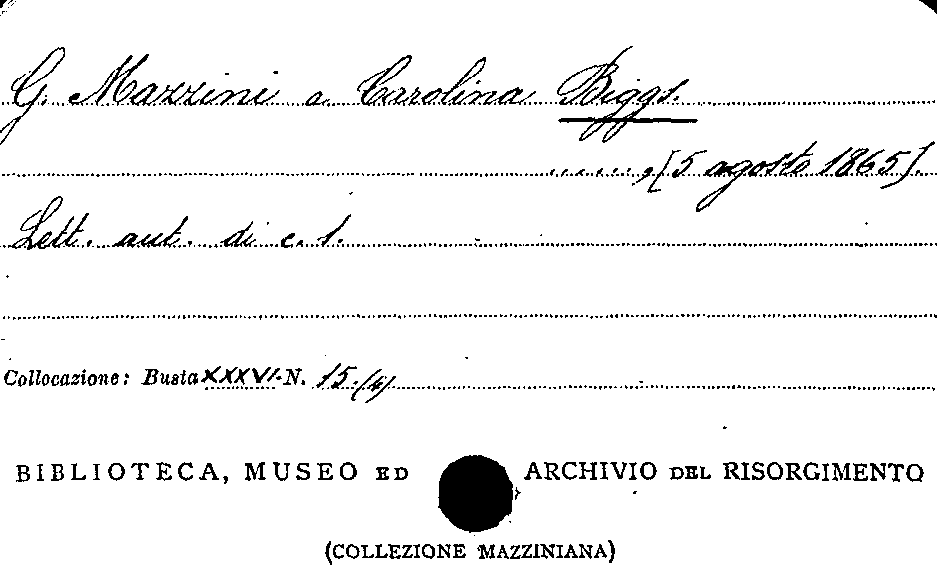 G. Mazzini a Carolina Biggs.
......, [5 agosto 1865].
Lett. aut. di c. 1.
Collocazione: Busta XXXVI N. 15.(4)
BIBLIOTECA, MUSEO ED ARCHIVIO DEL RISORGIMENTO
(COLLEZIONE MAZZINIANA)